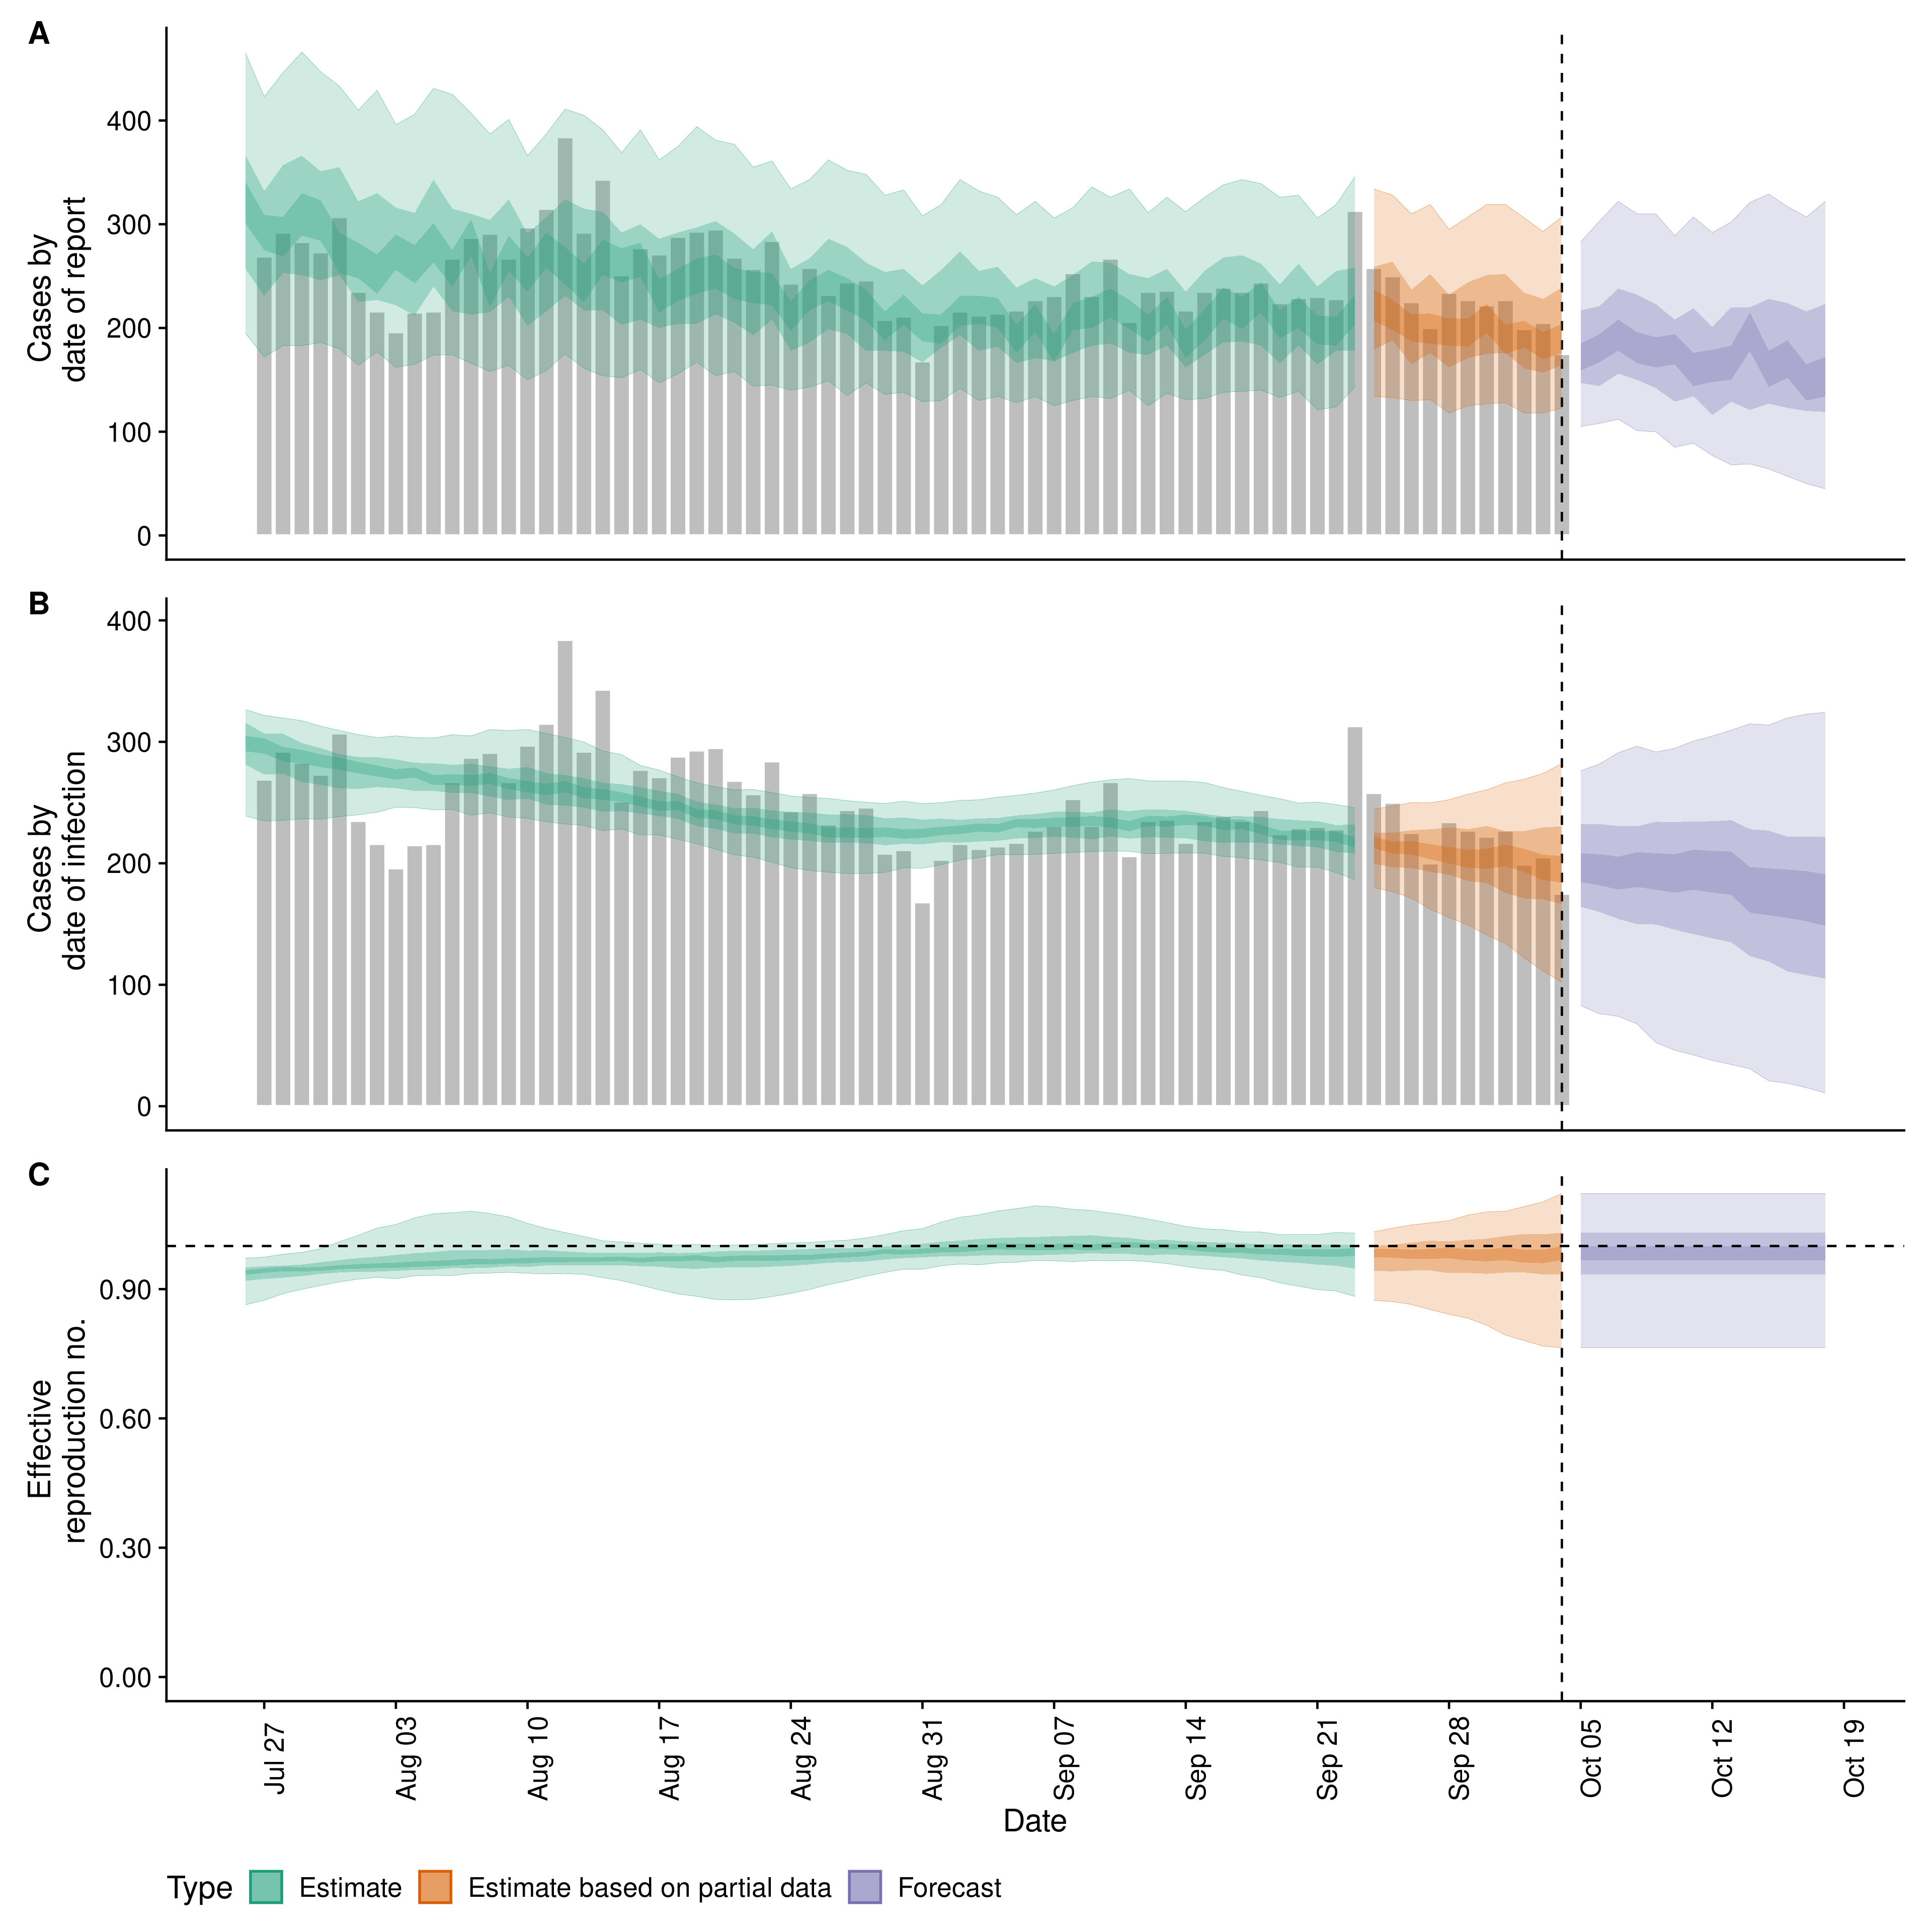 A
Cases by
date of report
400
300
200
100
0
B
Cases by
date of infection
400
300
200
100
0
C
Effective
reproduction no.
0.90
0.60
0.30
0.00
Jul 27
Aug 03
Aug 10
Aug 17
Aug 24
Aug 31
Sep 07
Sep 14
Sep 21
Sep 28
Oct 05
Oct 12
Oct 19
Date
Type Estimate Estimate based on partial data Forecast